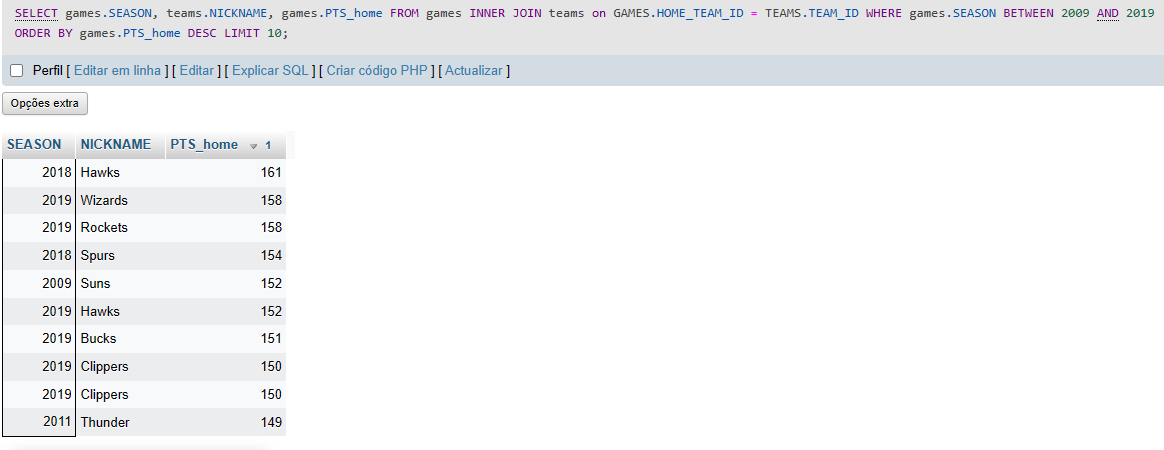 SELECT games.SEASON, teams.NICKNAME, games.PTS_home FROM games INNER JOIN teams on GAMES.HOME_TEAM_ID = TEAMS.TEAM_ID WHERE games.SEASON BETWEEN 2009 AND 2019
ORDER BY games.PTS_home DESC LIMIT 10;
Perfil [ Editar em linha ] [ Editar ] [ Explicar SQL ] [ Criar código PHP ] [ Actualizar ]
Opções extra
SEASON NICKNAME PTS_home 1
2018 Hawks 161
2019 Wizards 158
2019 Rockets 158
2018 Spurs 154
2009 Suns 152
2019 Hawks 152
2019 Bucks 151
2019 Clippers 150
2019 Clippers 150
2011 Thunder 149